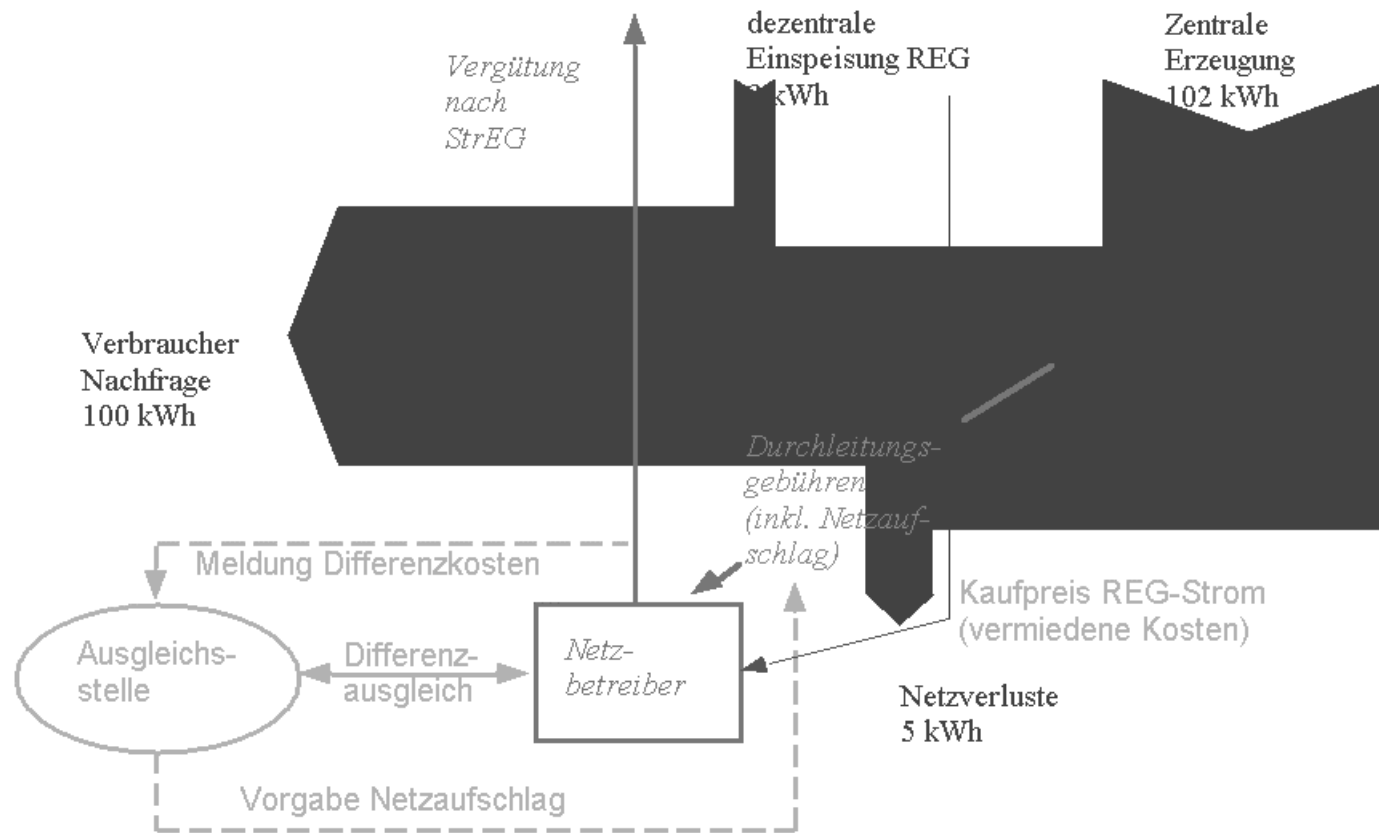 dezentrale
Einspeisung REG
kWh
Zentrale
Erzeugung
102 kWh
Vergütung
nach
StrEG
Verbraucher
Nachfrage
100 kWh
Durchleitungs-
gebühren
(inkl. Netzauf-
schlag)
Meldung Differenzkosten
Kaufpreis REG-Strom
(vermiedene Kosten)
Ausgleichs-
stelle
Differenz-
ausgleich
Netz-
betreiber
Netzverluste
5 kWh
Vorgabe Netzaufschlag